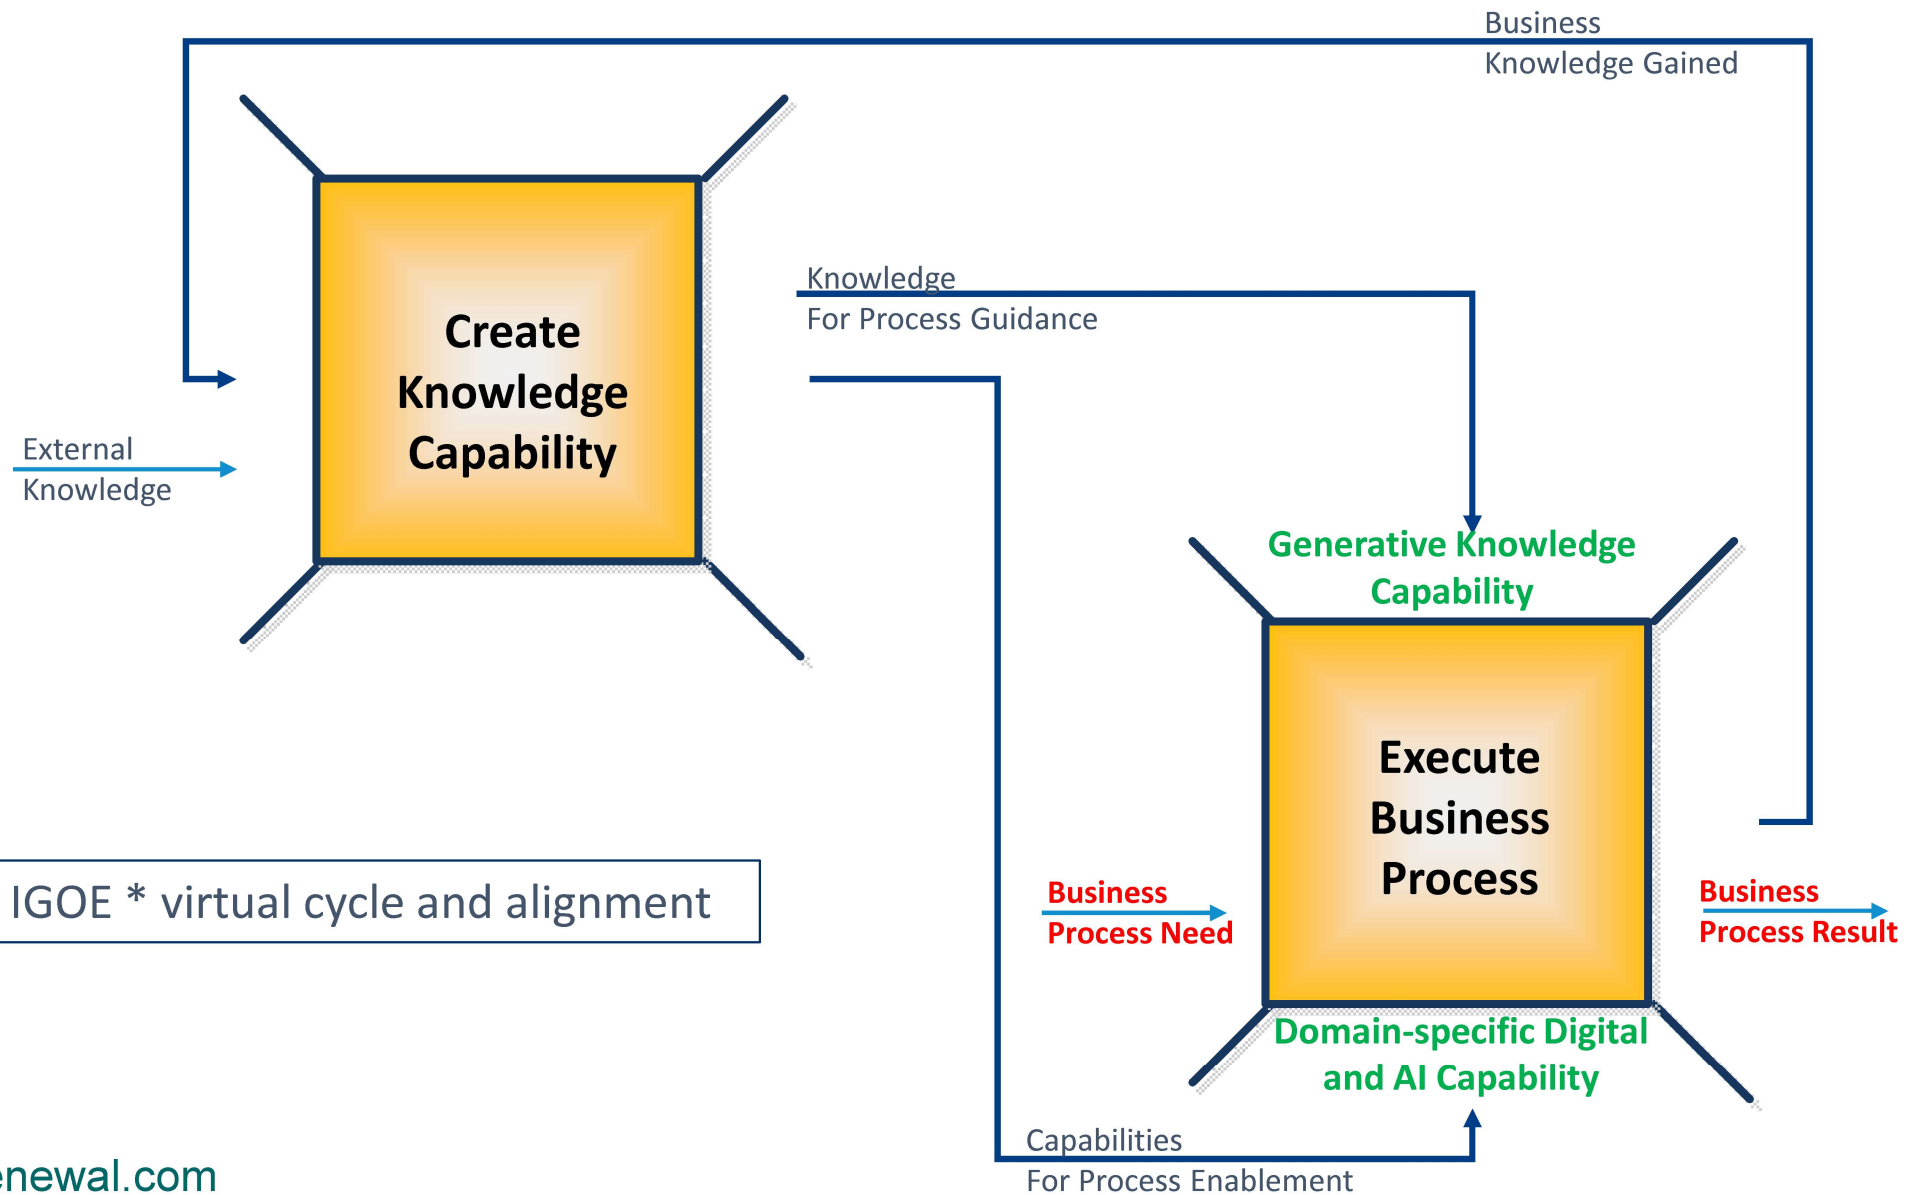 Business
Knowledge Gained
Knowledge
For Process Guidance
Create
Knowledge
Capability
External
Knowledge
Generative Knowledge
Capability
Execute
Business
Process
Business
Process Need
Business
Process Result
IGOE * virtual cycle and alignment
Domain-specific Digital
and AI Capability
Capabilities
For Process Enablement
enewal.com